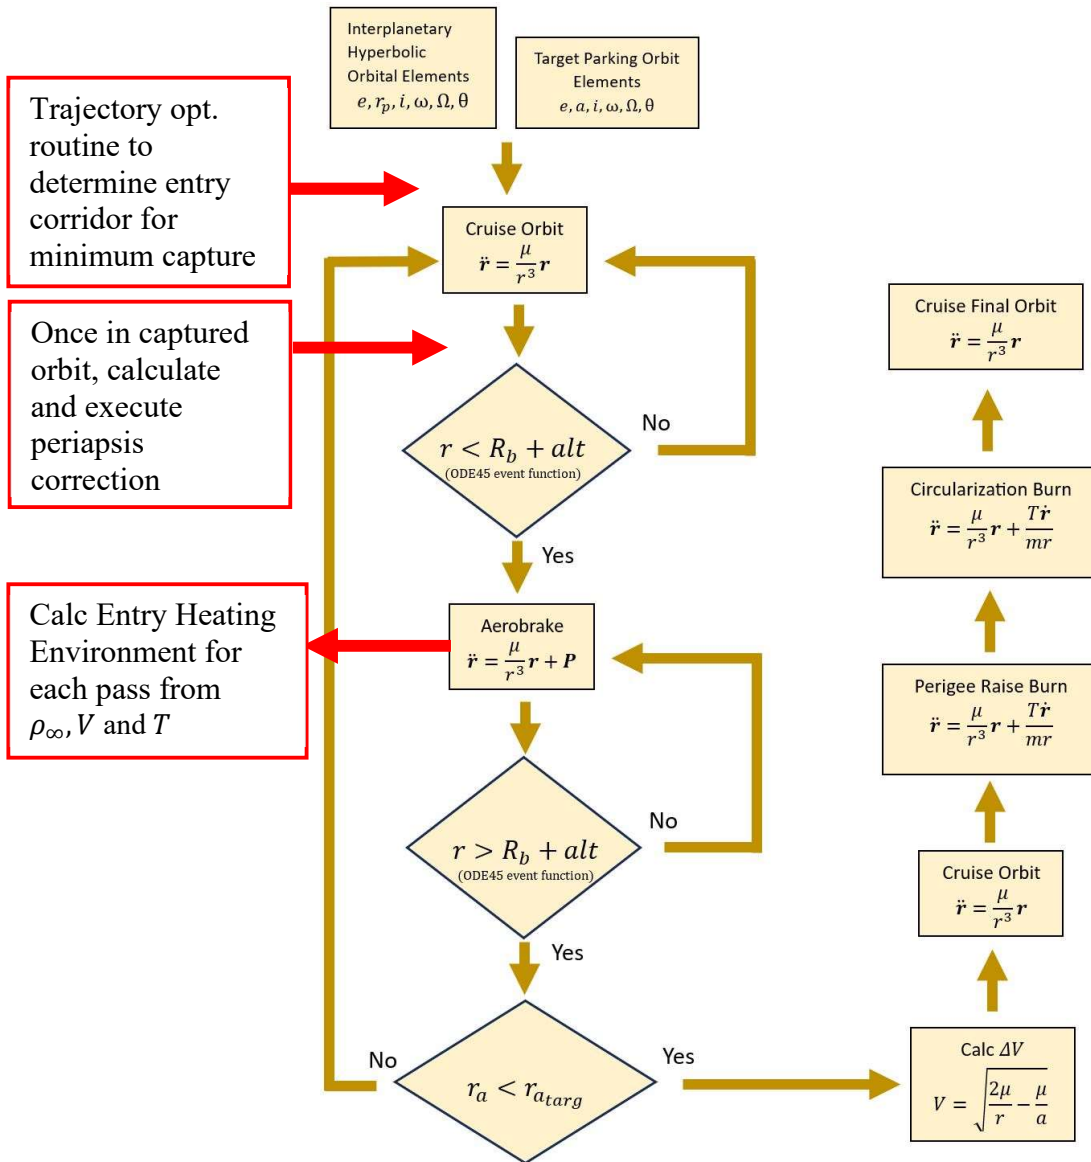 Interplanetary
Hyperbolic
Orbital Elements
e, r_p, i, ω, Ω, θ
Target Parking Orbit
Elements
e, a, i, ω, Ω, θ
Trajectory opt.
routine to
determine entry
corridor for
minimum capture
Cruise Orbit
r̈ = μ/r³ r
Once in captured
orbit, calculate
and execute
periapsis
correction
r < R_b + alt
(ODE45 event function)
No
Yes
Calc Entry Heating
Environment for
each pass from
ρ_∞, V and T
Aerobrake
r̈ = μ/r³ r + P
r > R_b + alt
(ODE45 event function)
No
Yes
r_a < r_{a_{targ}}
No
Yes
Calc ΔV
V = √(2μ/r − μ/a)
Cruise Orbit
r̈ = μ/r³ r
Perigee Raise Burn
r̈ = μ/r³ r + Tṙ/mr
Circularization Burn
r̈ = μ/r³ r + Tṙ/mr
Cruise Final Orbit
r̈ = μ/r³ r